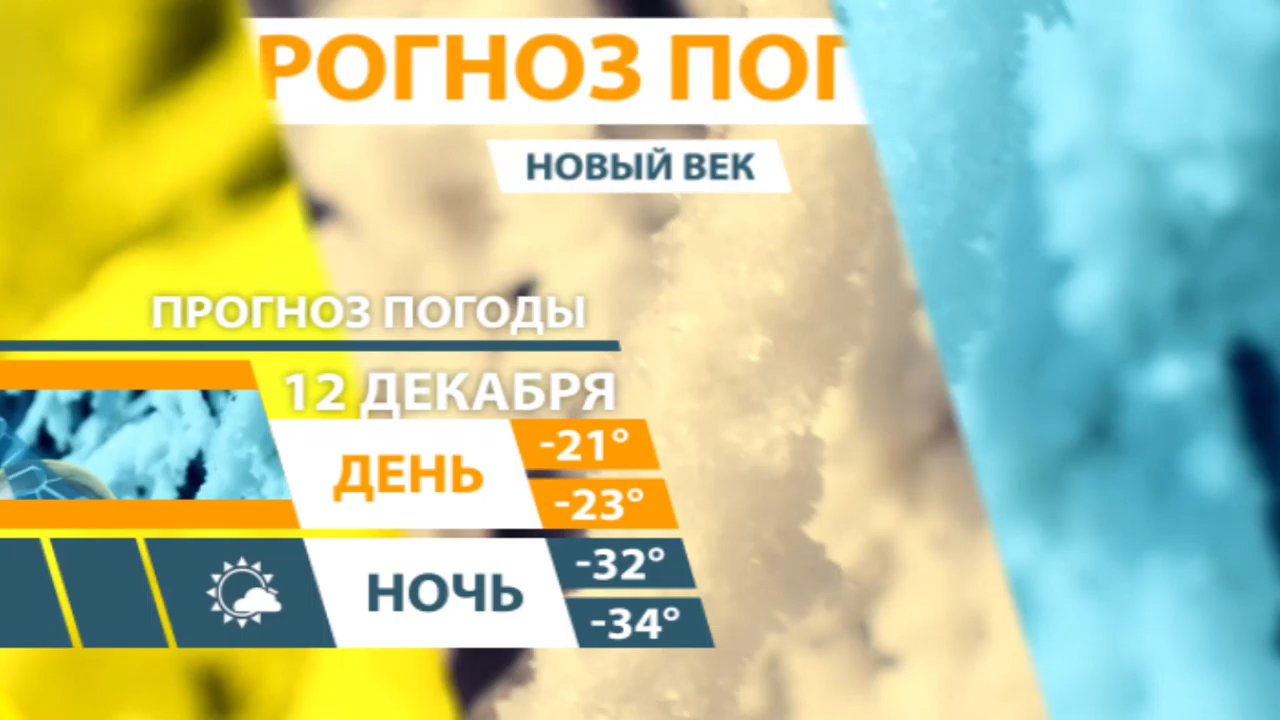 РОГНОЗ ПОГ
НОВЫЙ ВЕК
ПРОГНОЗ ПОГОДЫ
12 ДЕКАБРЯ
ДЕНЬ
-21°
-23°
НОЧЬ
-32°
-34°